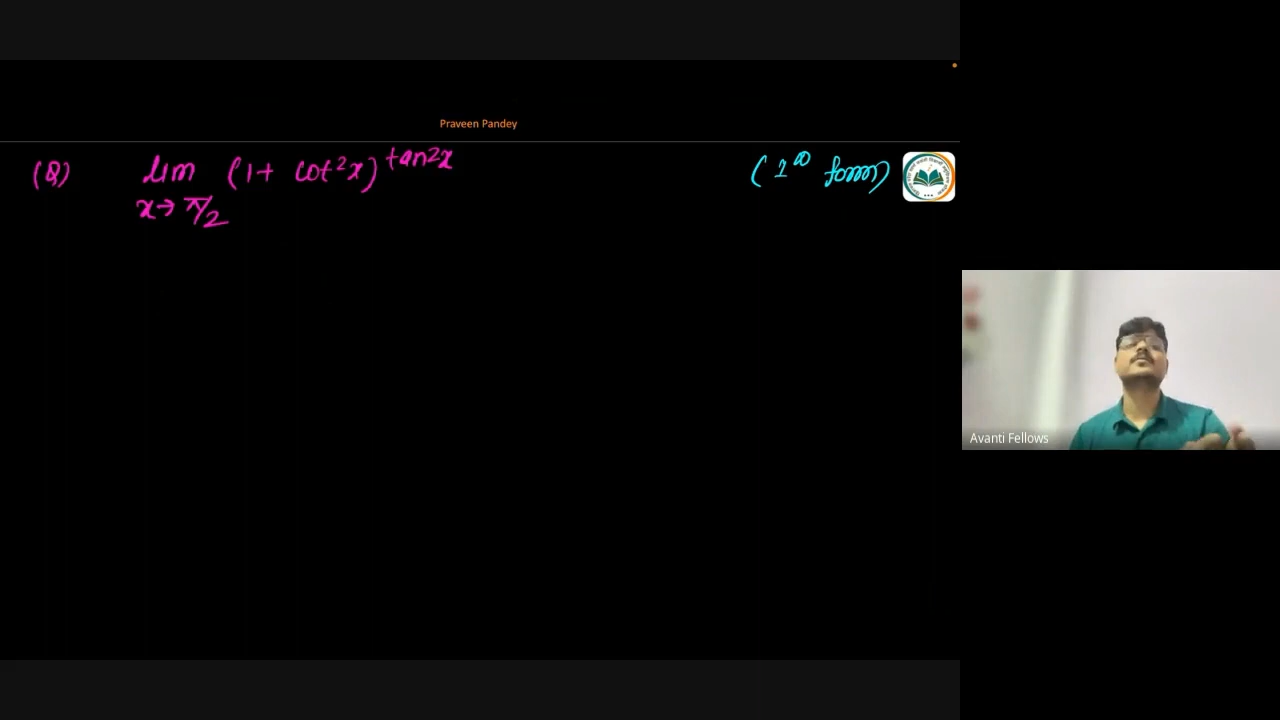 Praveen Pandey
(Q) lim (1 + cot²x)^tan2x (1^∞ form)
x→ π/2
Avanti Fellows